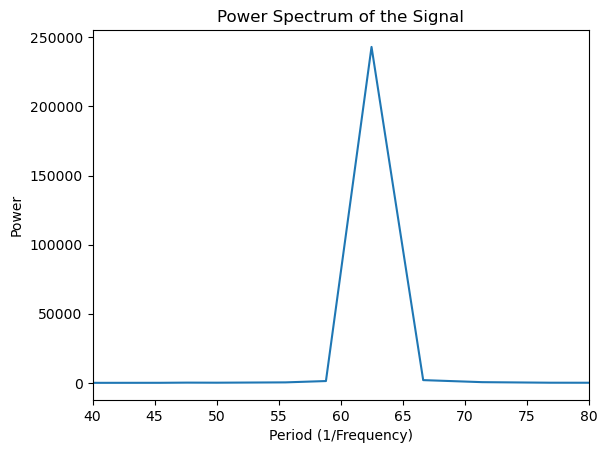 Power Spectrum of the Signal
250000
200000
150000
100000
50000
0
Power
40 45 50 55 60 65 70 75 80
Period (1/Frequency)